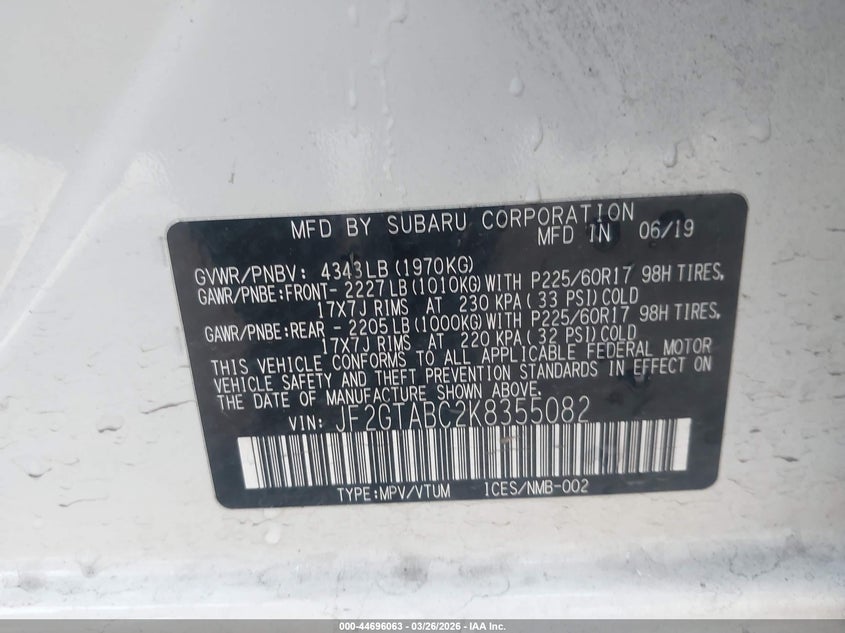 MFD BY SUBARU CORPORATION
MFD IN 06/19
GVWR/PNBV: 4343LB(1970KG)
GAWR/PNBE:FRONT- 2227LB(1010KG)WITH P225/60R17 98H TIRES,
17X7J RIMS AT 230 KPA( 33 PSI)COLD
GAWR/PNBE:REAR - 2205LB(1000KG)WITH P225/60R17 98H TIRES,
17X7J RIMS AT 220 KPA( 32 PSI)COLD
THIS VEHICLE CONFORMS TO ALL APPLICABLE FEDERAL MOTOR
VEHICLE SAFETY AND THEFT PREVENTION STANDARDS IN EFFECT ON
THE DATE OF MANUFACTURE SHOWN ABOVE.
VIN: JF2GTABC2K8355082
TYPE:MPV/VTUM ICES/NMB-002
000-44696063 - 03/26/2026 - IAA Inc.